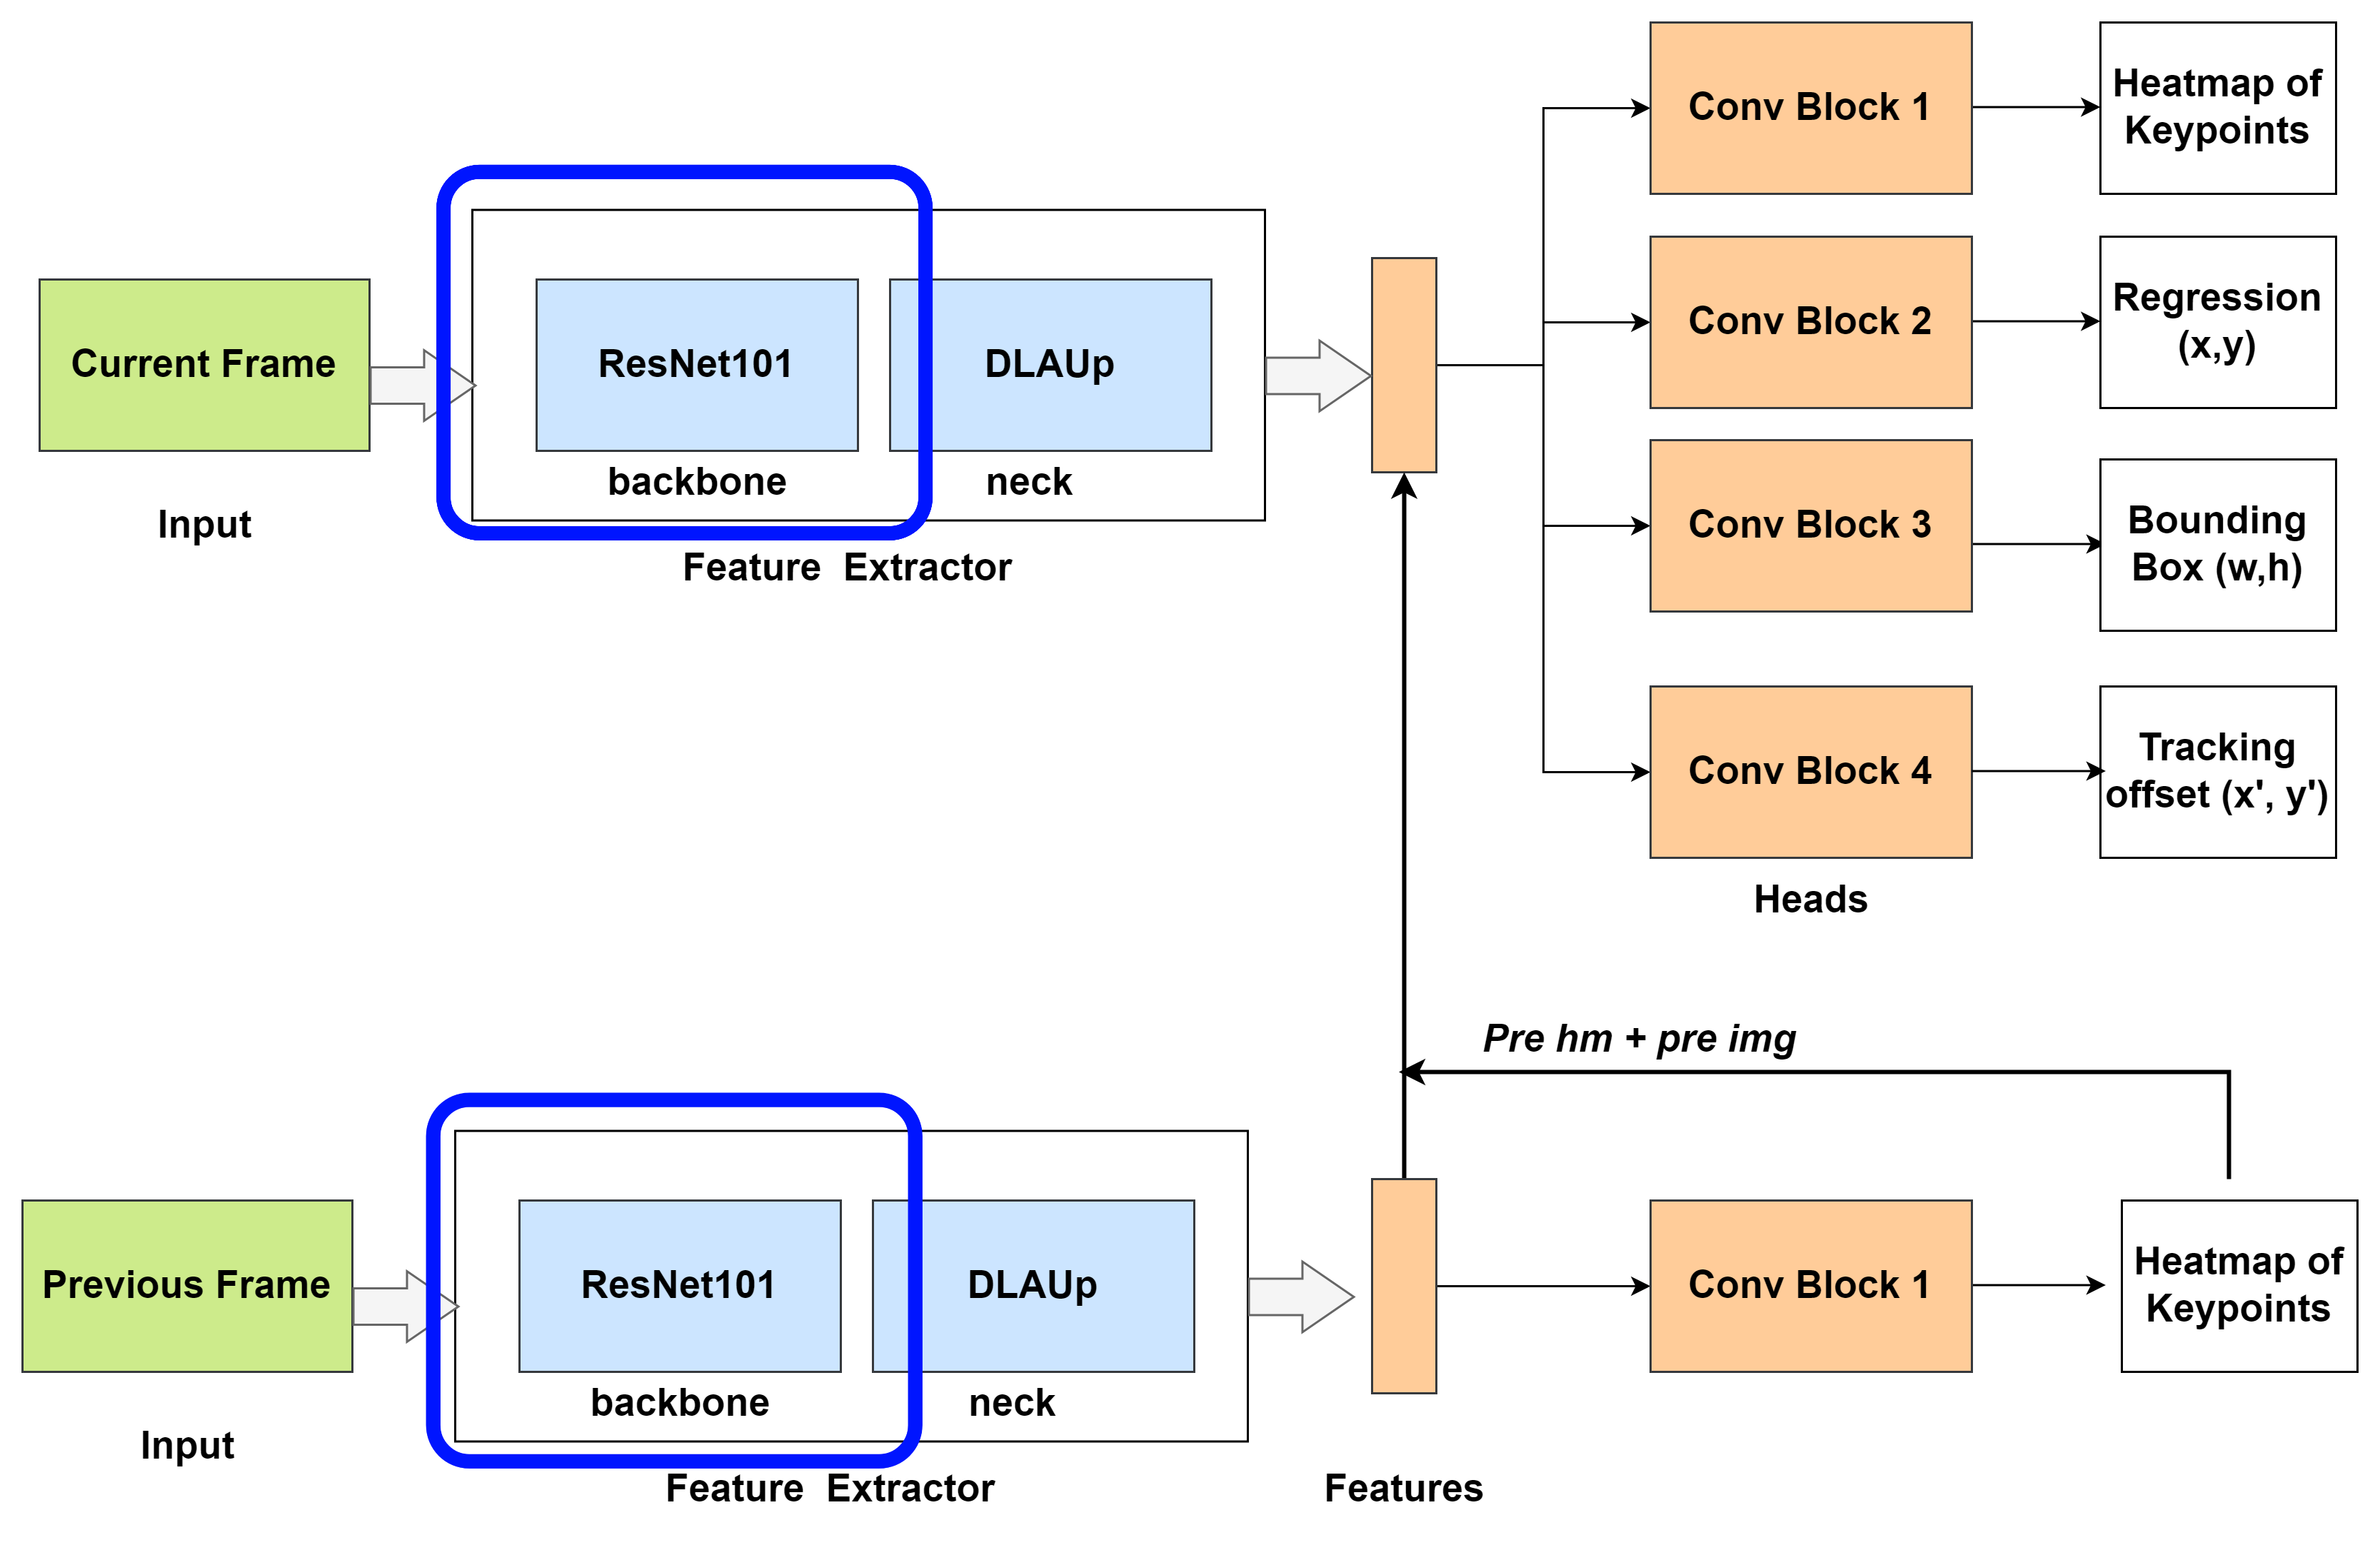 Conv Block 1
Heatmap of
Keypoints
Conv Block 2
Regression
(x,y)
Current Frame
ResNet101
DLAUp
backbone
neck
Input
Feature Extractor
Conv Block 3
Bounding
Box (w,h)
Conv Block 4
Tracking
offset (x', y')
Heads
Pre hm + pre img
Previous Frame
ResNet101
DLAUp
backbone
neck
Input
Feature Extractor
Features
Conv Block 1
Heatmap of
Keypoints